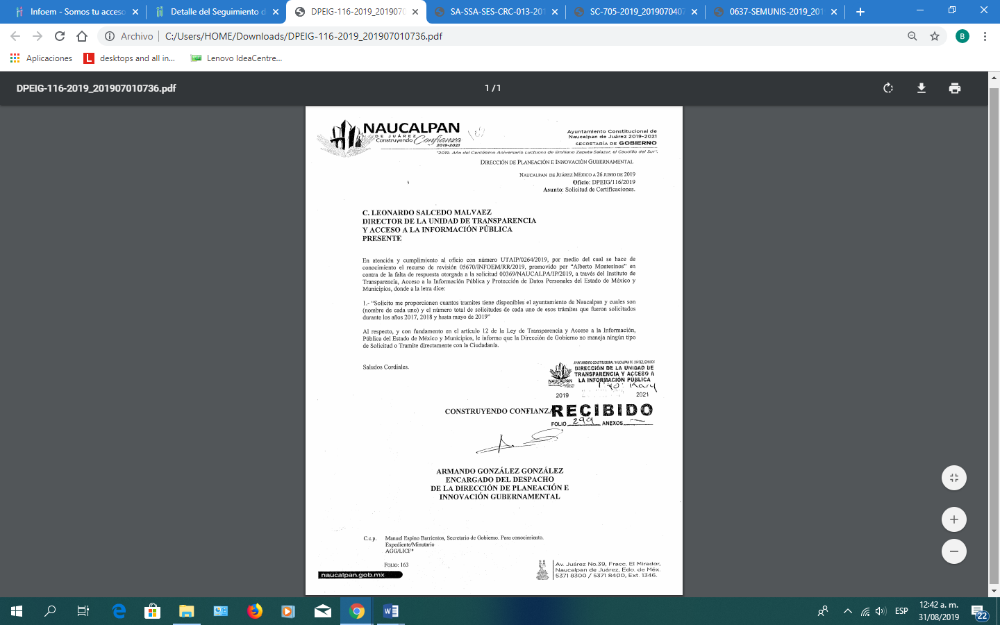 Infoem - Somos tu acceso
Detalle del Seguimiento d
DPEIG-116-2019_2019070
SA-SSA-SES-CRC-013-201
SC-705-2019_2019070407
0637-SEMUNIS-2019_201
Archivo
C:/Users/HOME/Downloads/DPEIG-116-2019_201907010736.pdf
B
Aplicaciones
L desktops and all in...
Lenovo IdeaCentre...
DPEIG-116-2019_201907010736.pdf
1 / 1
NAUCALPAN
DE JUÁREZ
Construyendo Confianza
2019-2021
Ayuntamiento Constitucional de
Naucalpan de Juárez 2019-2021
SECRETARÍA DE GOBIERNO
"2019. Año del Centésimo Aniversario Luctuoso de Emiliano Zapata Salazar, el Caudillo del Sur".
DIRECCIÓN DE PLANEACIÓN E INNOVACIÓN GUBERNAMENTAL
NAUCALPAN DE JUÁREZ MÉXICO A 26 JUNIO DE 2019
Oficio: DPEIG/116/2019
Asunto: Solicitud de Certificaciones.
C. LEONARDO SALCEDO MALVAEZ
DIRECTOR DE LA UNIDAD DE TRANSPARENCIA
Y ACCESO A LA INFORMACIÓN PÚBLICA
PRESENTE
En atención y cumplimiento al oficio con número UTAIP/0264/2019, por medio del cual se hace de
conocimiento el recurso de revisión 05670/INFOEM/RR/2019, promovido por "Alberto Montesinos" en
contra de la falta de respuesta otorgada a la solicitud 00369/NAUCALPA/IP/2019, a través del Instituto de
Transparencia, Acceso a la Información Pública y Protección de Datos Personales del Estado de México y
Municipios, donde a la letra dice:
1.- "Solicito me proporcionen cuantos tramites tiene disponibles el ayuntamiento de Naucalpan y cuales son
(nombre de cada uno) y el número total de solicitudes de cada uno de esos trámites que fueron solicitados
durante los años 2017, 2018 y hasta mayo de 2019"
Al respecto, y con fundamento en el artículo 12 de la Ley de Transparencia y Acceso a la Información,
Pública del Estado de México y Municipios, le informo que la Dirección de Gobierno no maneja ningún tipo
de Solicitud o Tramite directamente con la Ciudadanía.
Saludos Cordiales.
AYUNTAMIENTO CONSTITUCIONAL NAUCALPAN DE JUÁREZ, EDOMEX
DIRECCIÓN DE LA UNIDAD DE
TRANSPARENCIA Y ACCESO A
LA INFORMACIÓN PÚBLICA
NAUCALPAN
2019 2021
CONSTRUYENDO CONFIANZA
RECIBIDO
FOLIO 299 ANEXOS
ARMANDO GONZÁLEZ GONZÁLEZ
ENCARGADO DEL DESPACHO
DE LA DIRECCIÓN DE PLANEACIÓN E
INNOVACIÓN GUBERNAMENTAL
C.c.p. Manuel Espino Barrientos, Secretario de Gobierno. Para conocimiento.
Expediente/Minutario
AGG/LICF*
FOLIO: 163
naucalpan.gob.mx
Av. Juárez No.39, Fracc. El Mirador,
Naucalpan de Juárez, Edo. de Méx.
5371 8300 / 5371 8400, Ext. 1346.
ESP
12:42 a. m.
31/08/2019
22